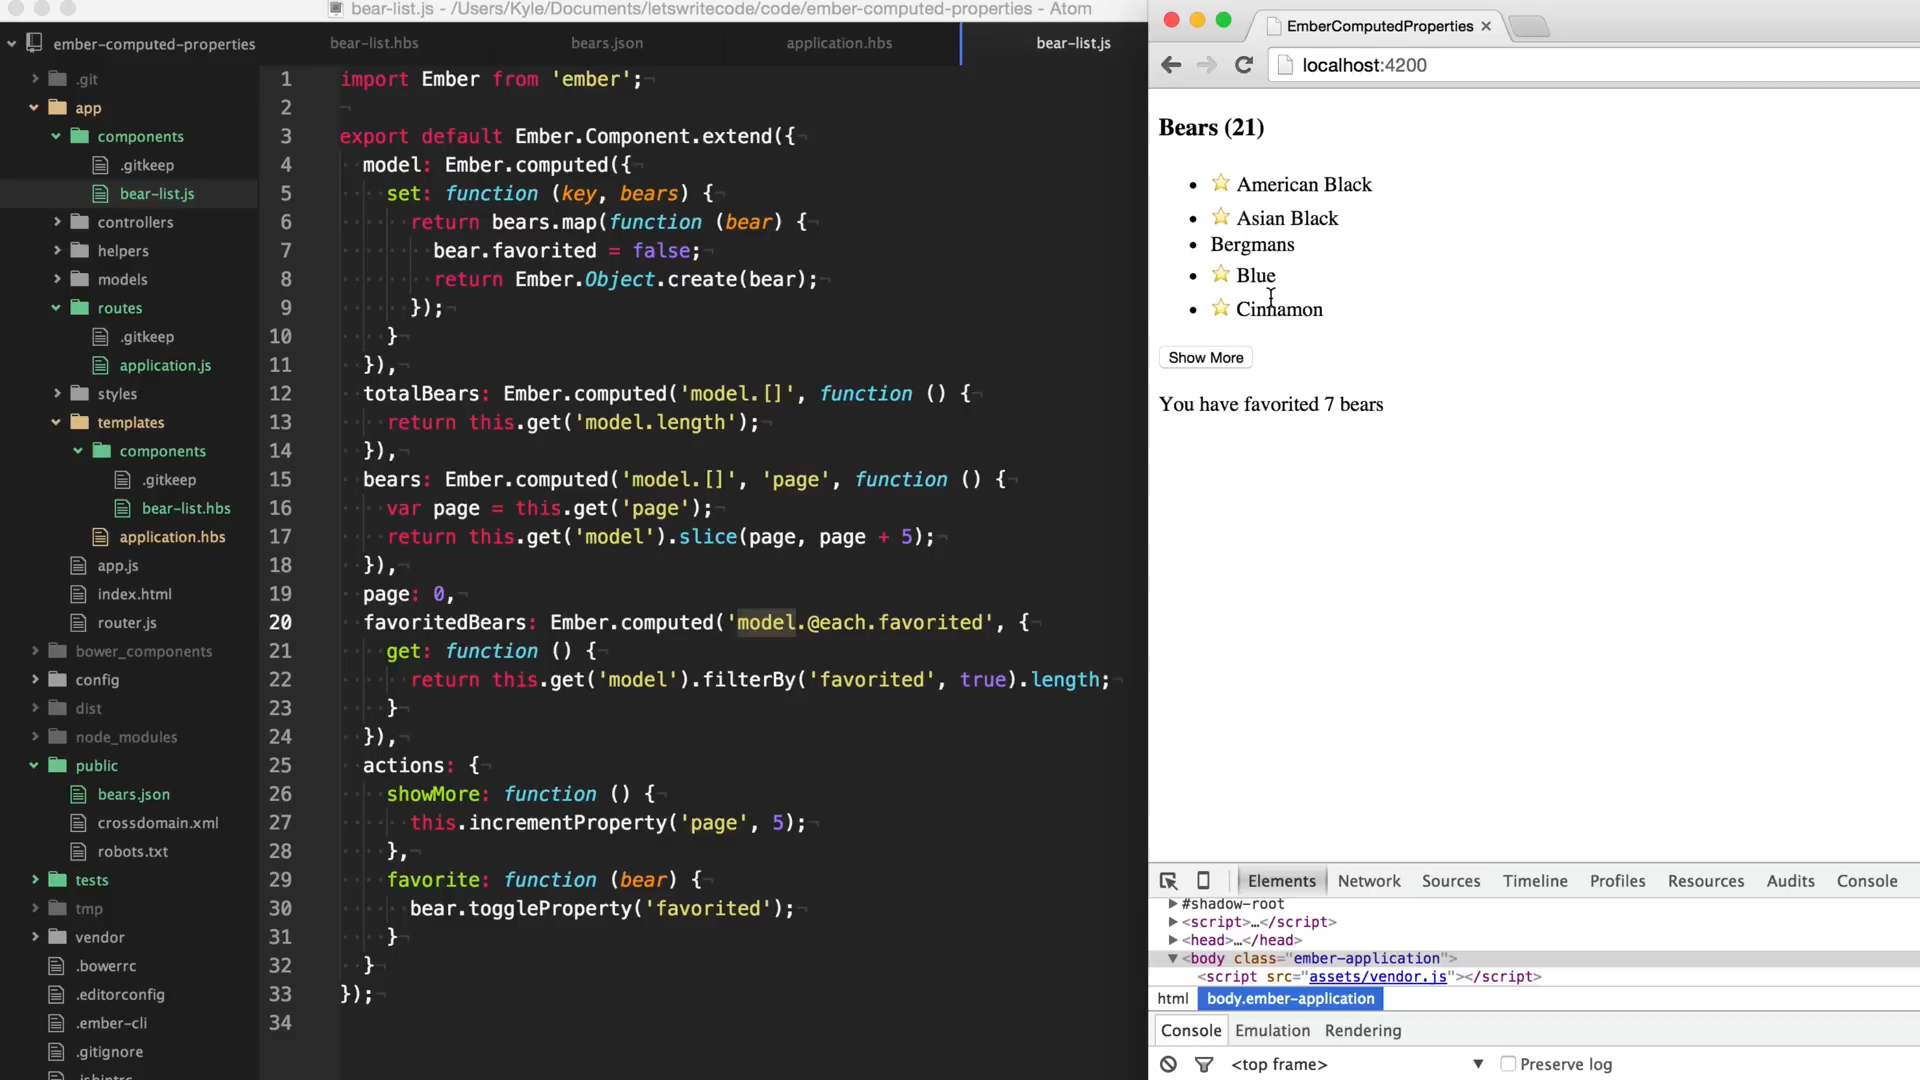 bear-list.js - /Users/Kyle/Documents/letswritecode/code/ember-computed-properties - Atom
ember-computed-properties
.git
app
components
.gitkeep
bear-list.js
controllers
helpers
models
routes
.gitkeep
application.js
styles
templates
components
.gitkeep
bear-list.hbs
application.hbs
app.js
index.html
router.js
bower_components
config
dist
node_modules
public
bears.json
crossdomain.xml
robots.txt
tests
tmp
vendor
.bowerrc
.editorconfig
.ember-cli
.gitignore
.jshintrc
bear-list.hbs bears.json application.hbs bear-list.js
1 import Ember from 'ember';
2
3 export default Ember.Component.extend({
4 model: Ember.computed({
5 set: function (key, bears) {
6 return bears.map(function (bear) {
7 bear.favorited = false;
8 return Ember.Object.create(bear);
9 });
10 }
11 }),
12 totalBears: Ember.computed('model.[]', function () {
13 return this.get('model.length');
14 }),
15 bears: Ember.computed('model.[]', 'page', function () {
16 var page = this.get('page');
17 return this.get('model').slice(page, page + 5);
18 }),
19 page: 0,
20 favoritedBears: Ember.computed('model.@each.favorited', {
21 get: function () {
22 return this.get('model').filterBy('favorited', true).length;
23 }
24 }),
25 actions: {
26 showMore: function () {
27 this.incrementProperty('page', 5);
28 },
29 favorite: function (bear) {
30 bear.toggleProperty('favorited');
31 }
32 }
33 });
34
EmberComputedProperties
localhost:4200
Bears (21)
American Black
Asian Black
Bergmans
Blue
Cinnamon
Show More
You have favorited 7 bears
Elements Network Sources Timeline Profiles Resources Audits Console
#shadow-root
<script>…</script>
<head>…</head>
<body class="ember-application">
<script src="assets/vendor.js"></script>
html body.ember-application
Console Emulation Rendering
<top frame> Preserve log